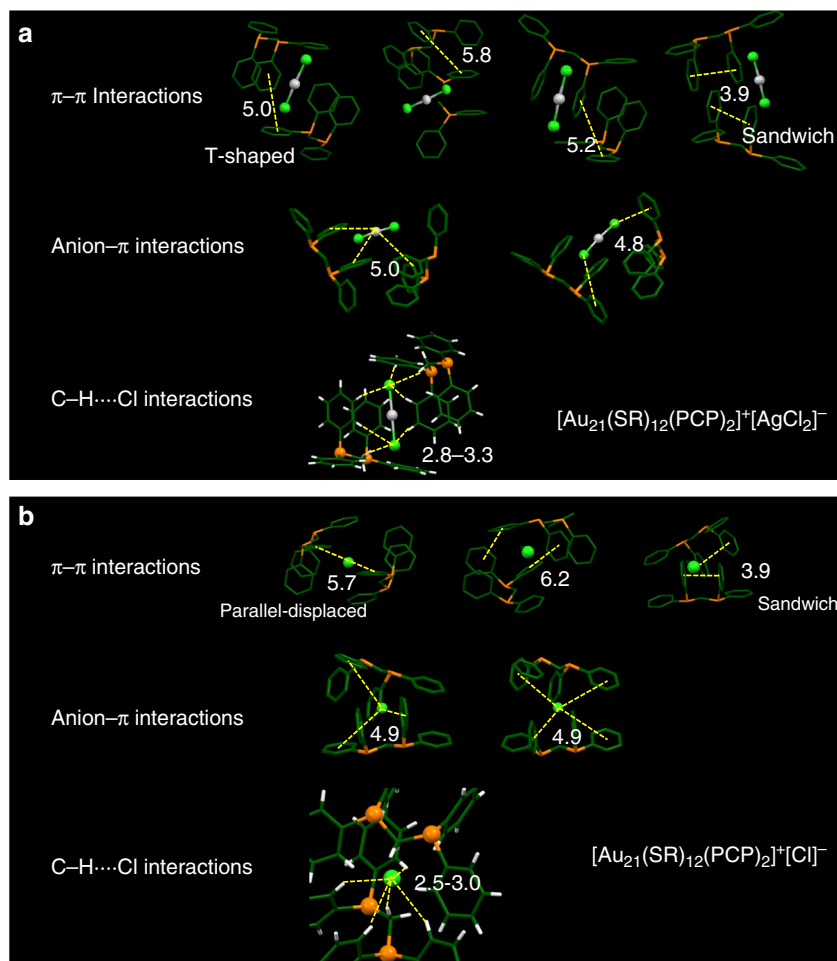 a
5.8
π–π Interactions
5.0
3.9
5.2
Sandwich
T-shaped
Anion–π interactions
4.8
5.0
C–H····Cl interactions
[Au21(SR)12(PCP)2]+[AgCl2]–
2.8–3.3
b
π–π interactions
5.7
6.2
3.9
Parallel-displaced
Sandwich
Anion–π interactions
4.9
4.9
C–H····Cl interactions
2.5-3.0
[Au21(SR)12(PCP)2]+[Cl]–